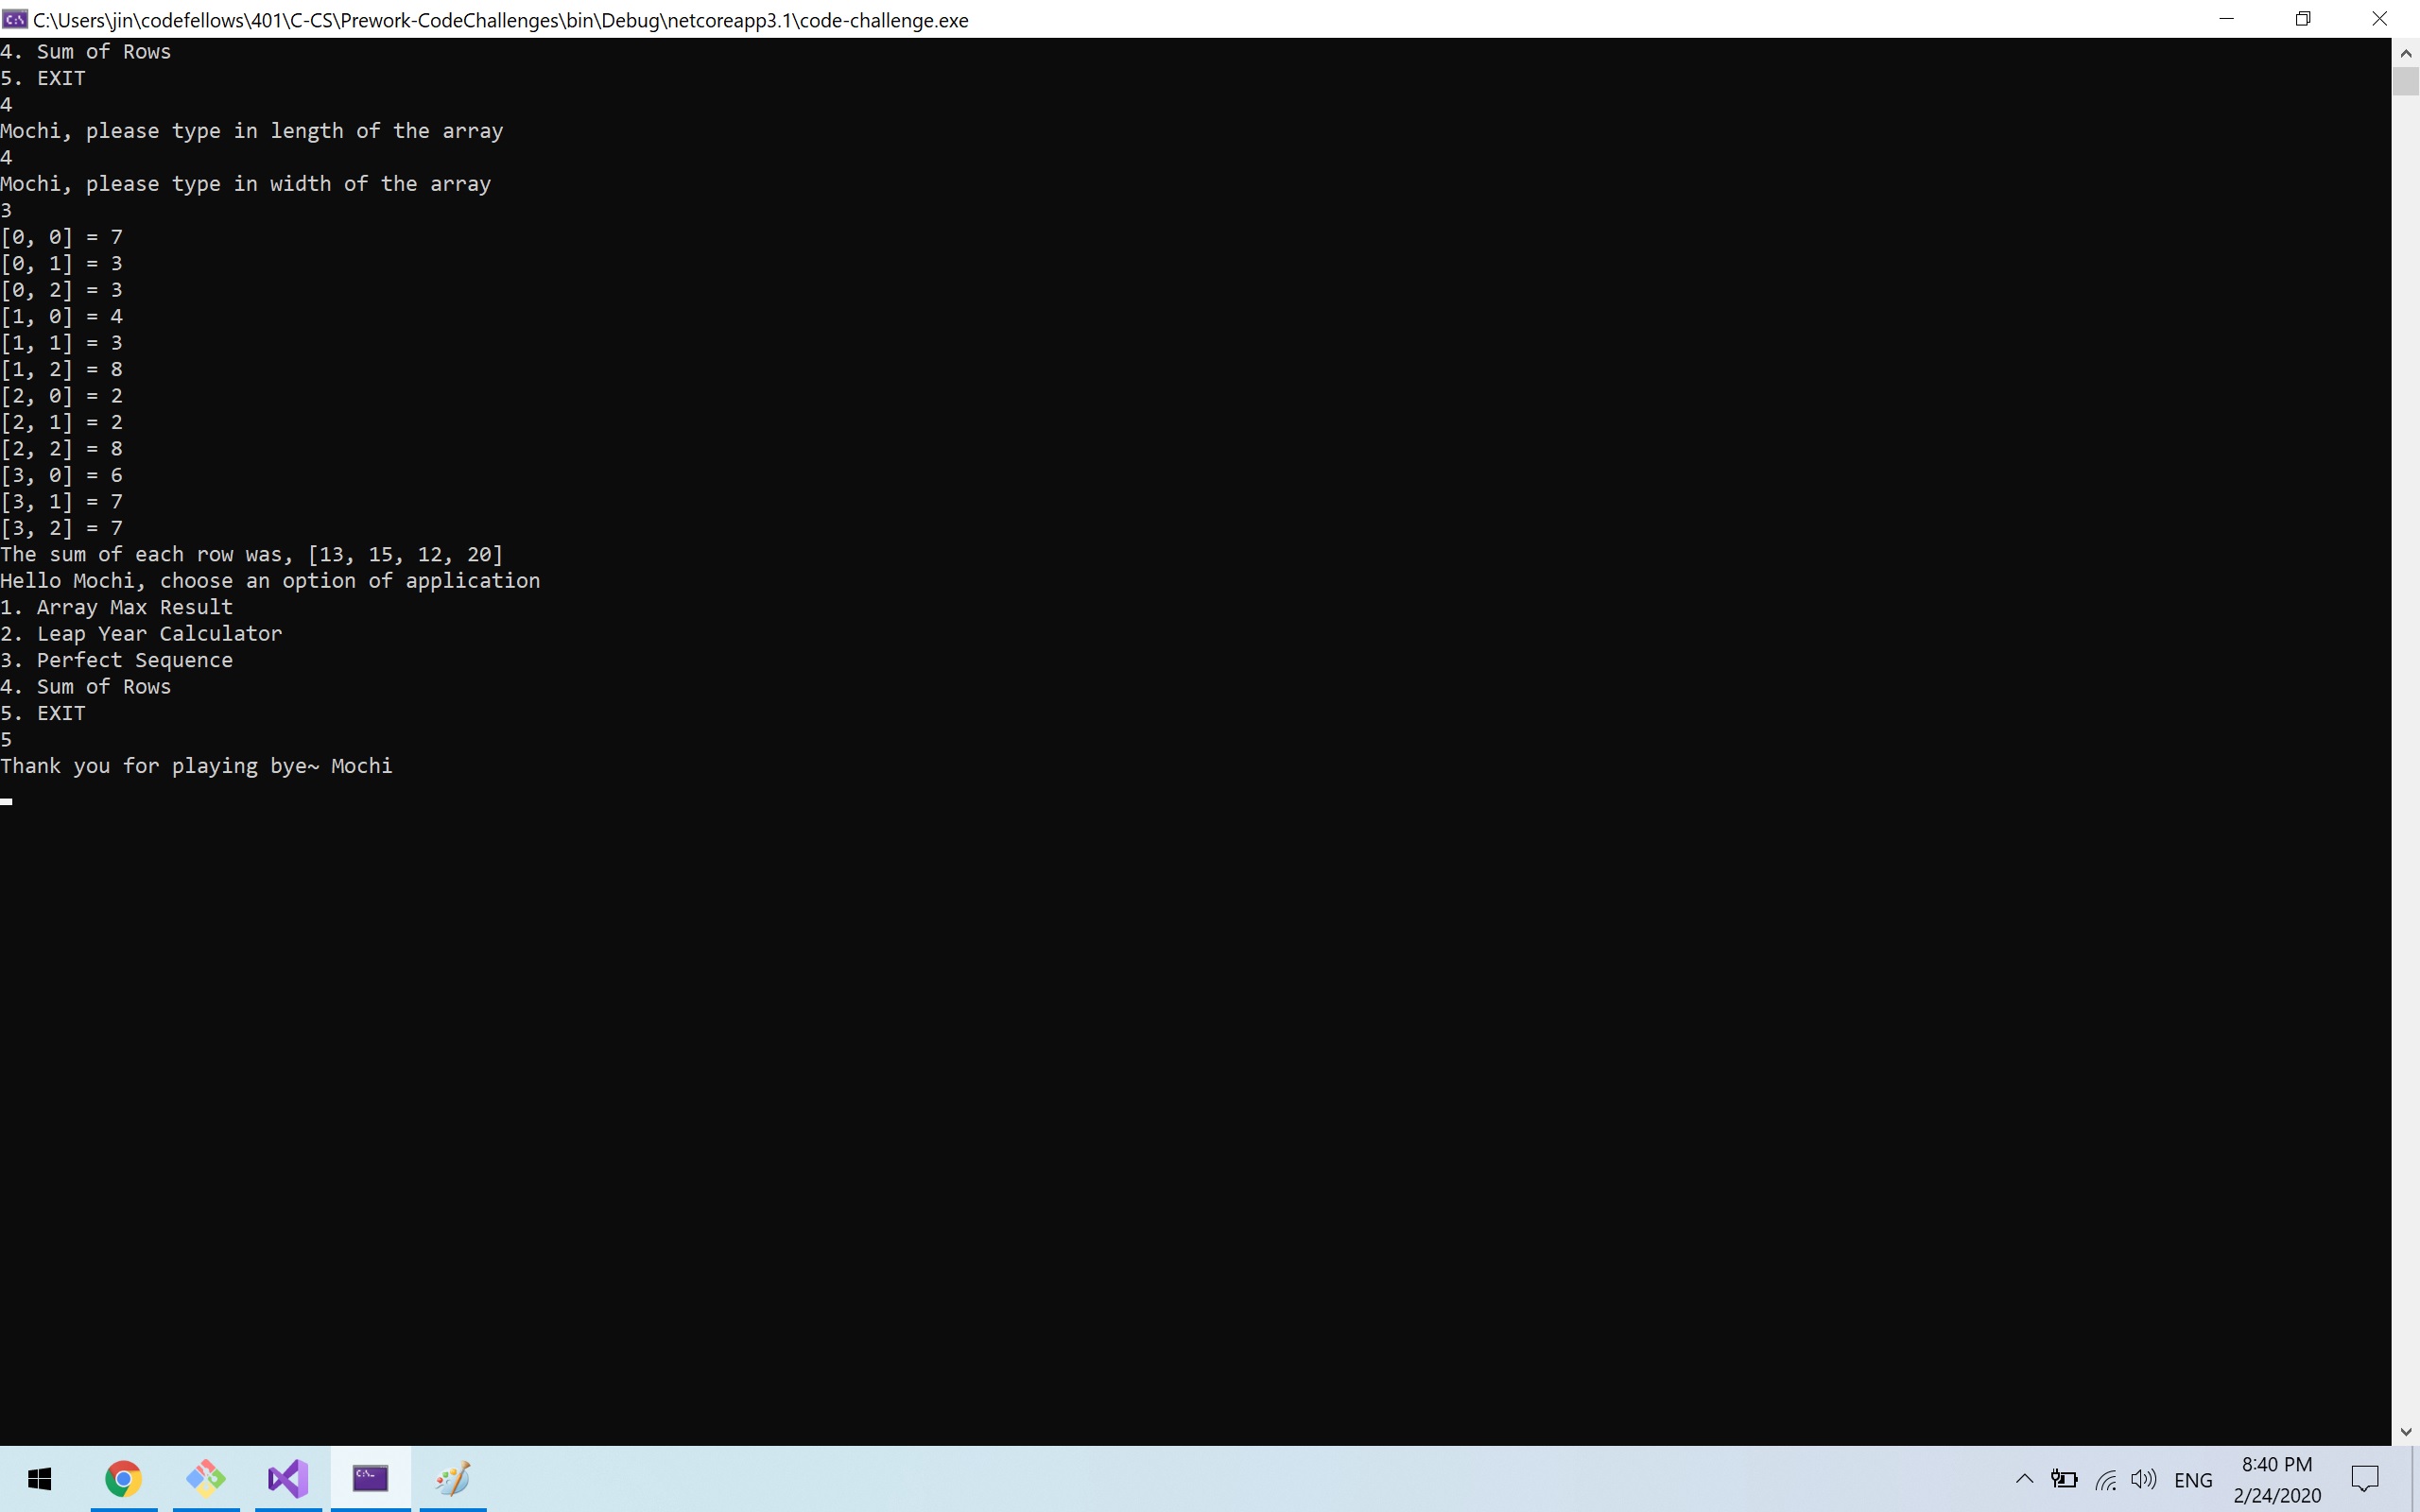 C:\Users\jin\codefellows\401\C-CS\Prework-CodeChallenges\bin\Debug\netcoreapp3.1\code-challenge.exe
4. Sum of Rows
5. EXIT
4
Mochi, please type in length of the array
4
Mochi, please type in width of the array
3
[0, 0] = 7
[0, 1] = 3
[0, 2] = 3
[1, 0] = 4
[1, 1] = 3
[1, 2] = 8
[2, 0] = 2
[2, 1] = 2
[2, 2] = 8
[3, 0] = 6
[3, 1] = 7
[3, 2] = 7
The sum of each row was, [13, 15, 12, 20]
Hello Mochi, choose an option of application
1. Array Max Result
2. Leap Year Calculator
3. Perfect Sequence
4. Sum of Rows
5. EXIT
5
Thank you for playing bye~ Mochi
ENG
8:40 PM
2/24/2020